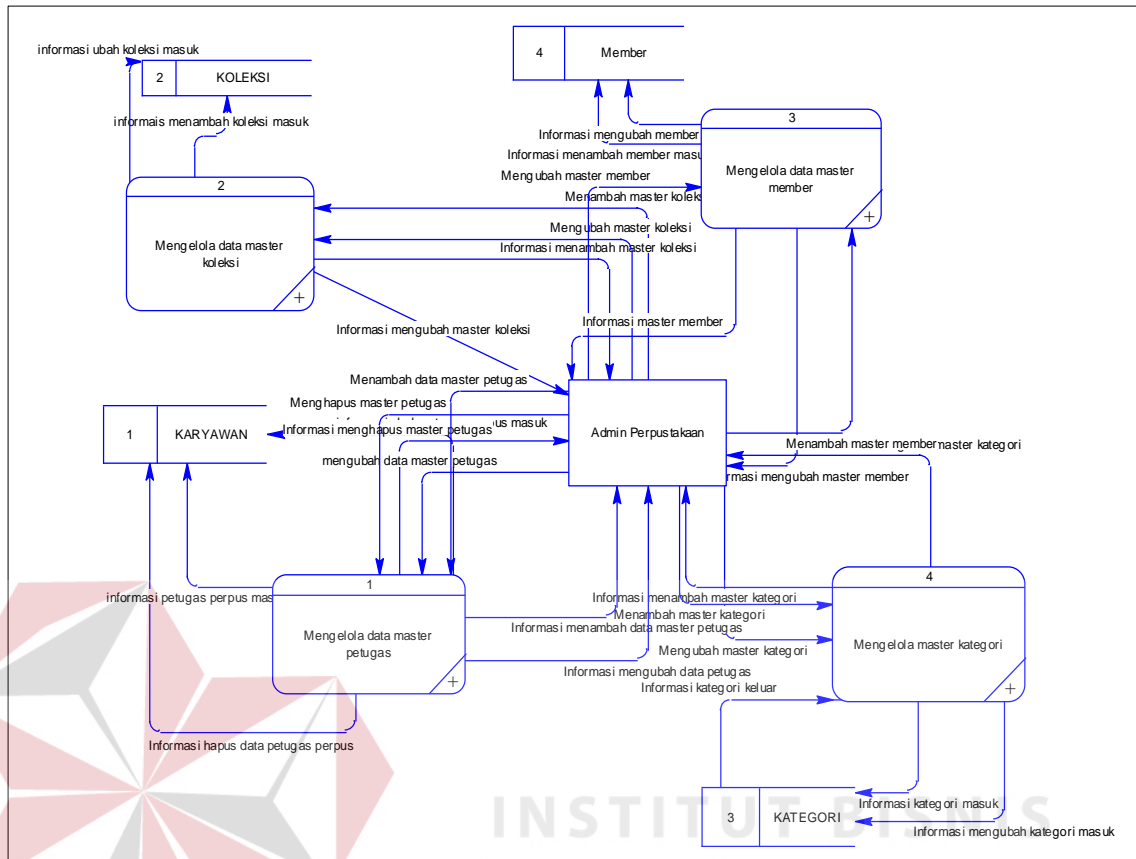 informasi ubah koleksi masuk
2 KOLEKSI
informais menambah koleksi masuk
4 Member
3
Mengelola data master
member
Informasi mengubah member
Informasi menambah member masu
Mengubah master member
Menambah master koleks
Mengubah master koleksi
Informasi menambah master koleksi
2
Mengelola data master
koleksi
Informasi mengubah master koleksi
Informasi master member
Menambah data master petugas
Menghapus master petugas
1 KARYAWAN
Informasi menghapus master petugas
masuk
mengubah data master petugas
Admin Perpustakaan
Menambah master member
master kategori
mengubah master member
1
Mengelola data master
petugas
informasi petugas perpus mas
Informasi hapus data petugas perpus
4
Mengelola master kategori
Informasi menambah master kategori
Menambah master kategori
Informasi menambah data master petugas
Mengubah master kategori
Informasi mengubah data petugas
Informasi kategori keluar
3 KATEGORI
Informasi kategori masuk
Informasi mengubah kategori masuk
INSTITUT BISNIS